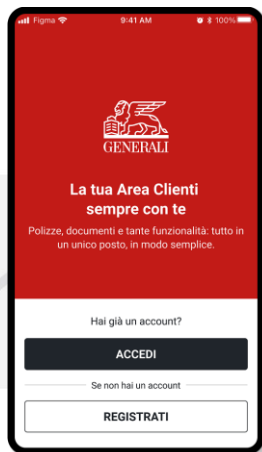 Figma 9:41 AM 100%
GENERALI
La tua Area Clienti
sempre con te
Polizze, documenti e tante funzionalità: tutto in
un unico posto, in modo semplice.
Hai già un account?
ACCEDI
Se non hai un account
REGISTRATI